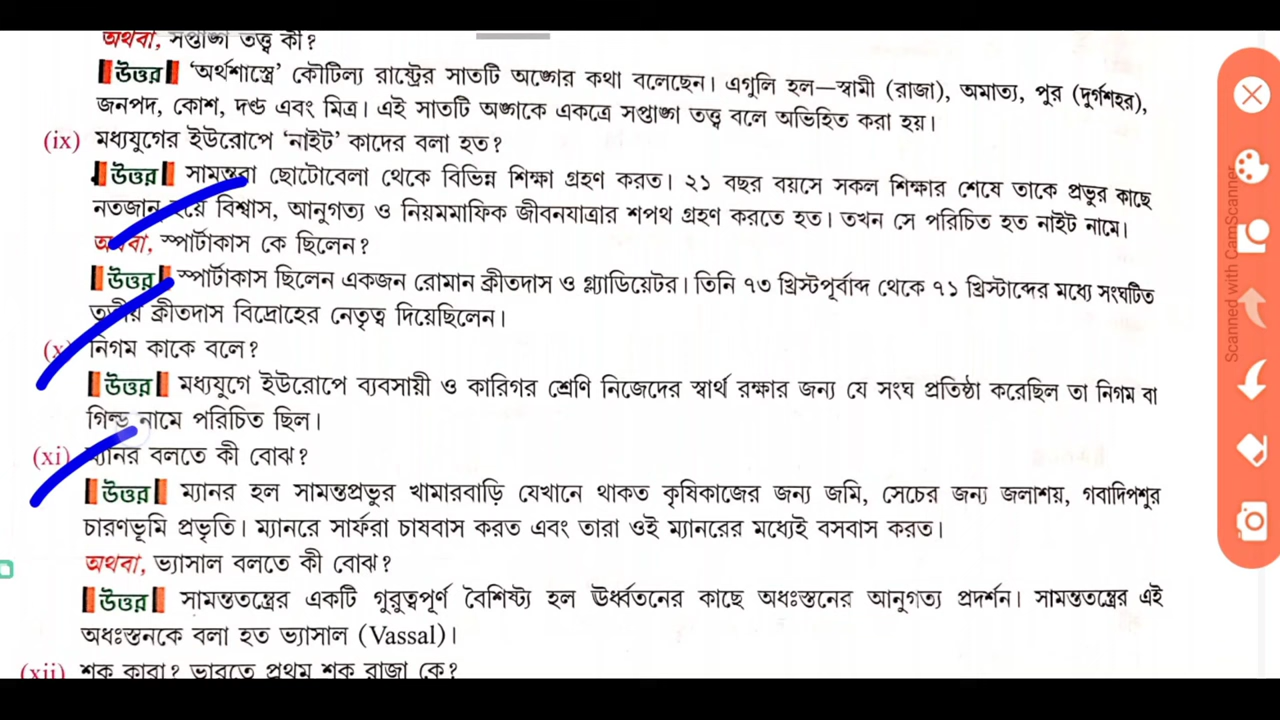 অথবা, সপ্তাঙ্গ তত্ত্ব কী?
উত্তর 'অর্থশাস্ত্রে' কৌটিল্য রাষ্ট্রের সাতটি অঙ্গের কথা বলেছেন। এগুলি হল—স্বামী (রাজা), অমাত্য, পুর (দুর্গশহর),
জনপদ, কোশ, দণ্ড এবং মিত্র। এই সাতটি অঙ্গকে একত্রে সপ্তাঙ্গ তত্ত্ব বলে অভিহিত করা হয়।
(ix) মধ্যযুগের ইউরোপে 'নাইট' কাদের বলা হত?
উত্তর সামন্তরা ছোটোবেলা থেকে বিভিন্ন শিক্ষা গ্রহণ করত। ২১ বছর বয়সে সকল শিক্ষার শেষে তাকে প্রভুর কাছে
নতজানু হয়ে বিশ্বাস, আনুগত্য ও নিয়মমাফিক জীবনযাত্রার শপথ গ্রহণ করতে হত। তখন সে পরিচিত হত নাইট নামে।
অথবা, স্পার্টাকাস কে ছিলেন?
উত্তর স্পার্টাকাস ছিলেন একজন রোমান ক্রীতদাস ও গ্ল্যাডিয়েটর। তিনি ৭৩ খ্রিস্টপূর্বাব্দ থেকে ৭১ খ্রিস্টাব্দের মধ্যে সংঘটিত
তৃতীয় ক্রীতদাস বিদ্রোহের নেতৃত্ব দিয়েছিলেন।
(x) নিগম কাকে বলে?
উত্তর মধ্যযুগে ইউরোপে ব্যবসায়ী ও কারিগর শ্রেণি নিজেদের স্বার্থ রক্ষার জন্য যে সংঘ প্রতিষ্ঠা করেছিল তা নিগম বা
গিল্ড নামে পরিচিত ছিল।
(xi) ম্যানর বলতে কী বোঝ?
উত্তর ম্যানর হল সামন্তপ্রভুর খামারবাড়ি যেখানে থাকত কৃষিকাজের জন্য জমি, সেচের জন্য জলাশয়, গবাদিপশুর
চারণভূমি প্রভৃতি। ম্যানরে সার্ফরা চাষবাস করত এবং তারা ওই ম্যানরের মধ্যেই বসবাস করত।
অথবা, ভ্যাসাল বলতে কী বোঝ?
উত্তর সামন্ততন্ত্রের একটি গুরুত্বপূর্ণ বৈশিষ্ট্য হল ঊর্ধ্বতনের কাছে অধঃস্তনের আনুগত্য প্রদর্শন। সামন্ততন্ত্রের এই
অধঃস্তনকে বলা হত ভ্যাসাল (Vassal)।
(xii) শক কারা? ভারতে প্রথম শক রাজা কে?
Scanned with CamScanner